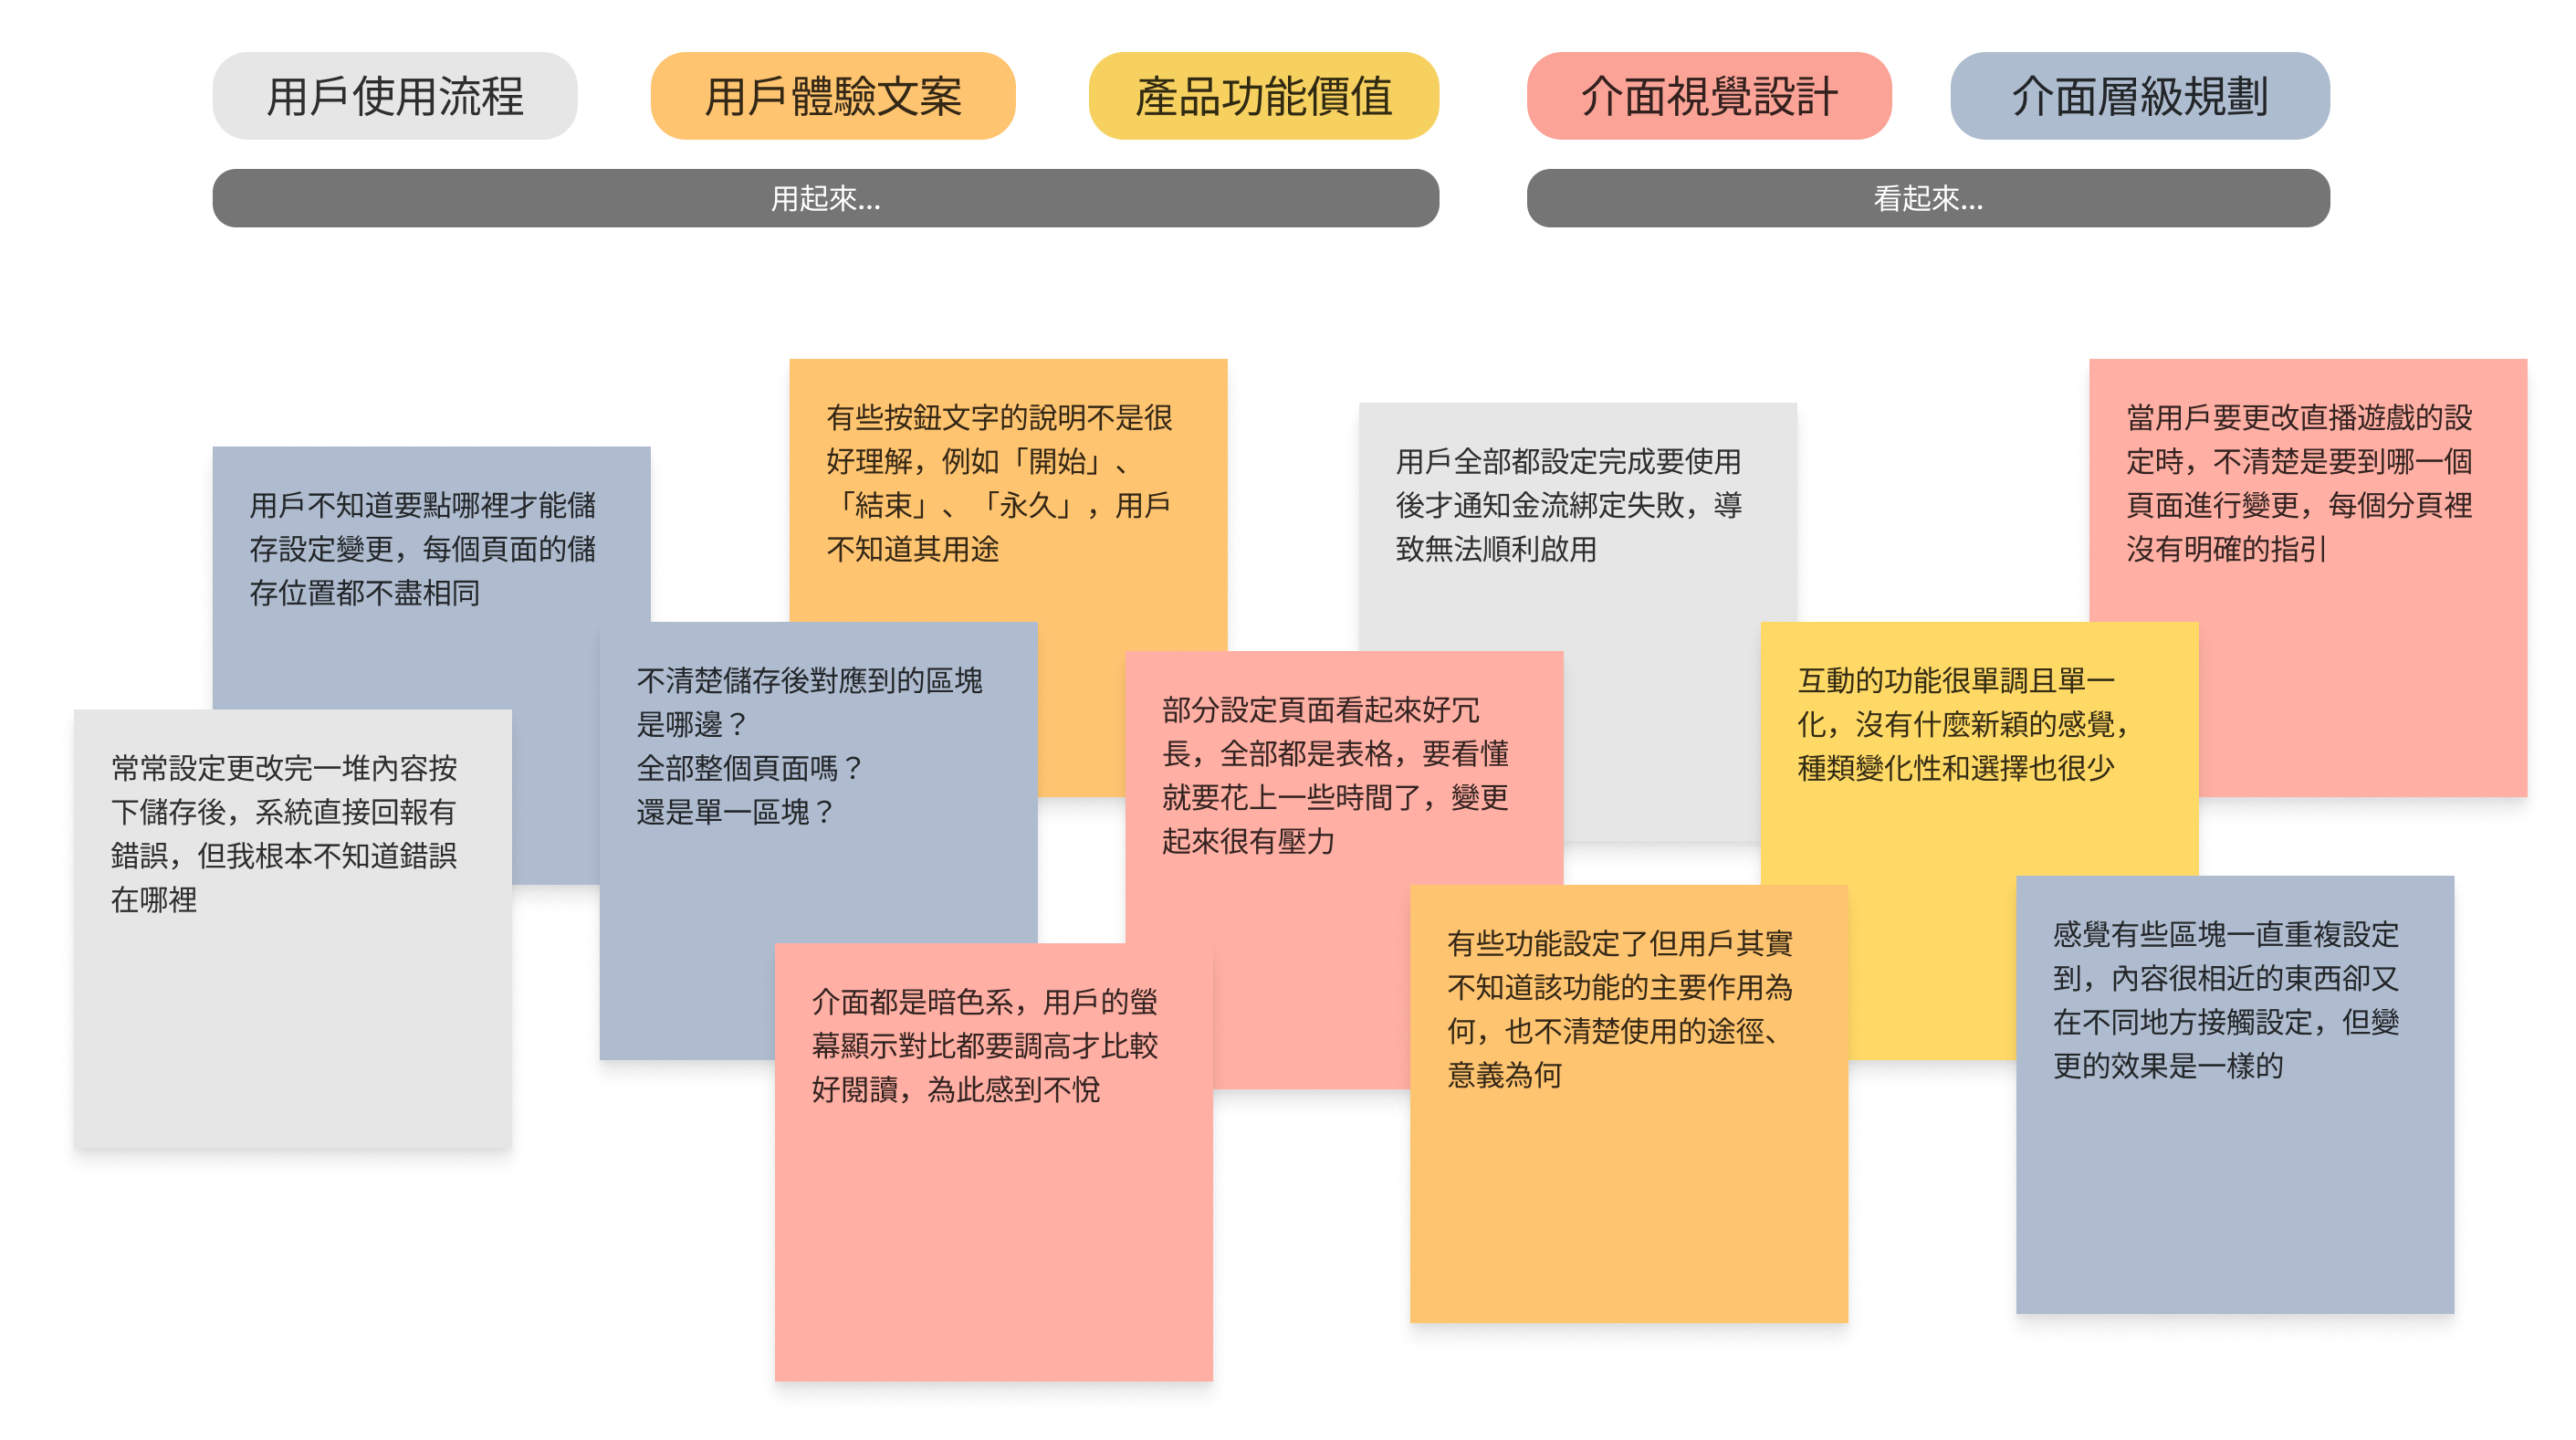 用戶使用流程
用戶體驗文案
產品功能價值
介面視覺設計
介面層級規劃
用起來...
看起來...
用戶不知道要點哪裡才能儲
存設定變更，每個頁面的儲
存位置都不盡相同
有些按鈕文字的說明不是很
好理解，例如「開始」、
「結束」、「永久」，用戶
不知道其用途
用戶全部都設定完成要使用
後才通知金流綁定失敗，導
致無法順利啟用
當用戶要更改直播遊戲的設
定時，不清楚是要到哪一個
頁面進行變更，每個分頁裡
沒有明確的指引
常常設定更改完一堆內容按
下儲存後，系統直接回報有
錯誤，但我根本不知道錯誤
在哪裡
不清楚儲存後對應到的區塊
是哪邊？
全部整個頁面嗎？
還是單一區塊？
部分設定頁面看起來好冗
長，全部都是表格，要看懂
就要花上一些時間了，變更
起來很有壓力
互動的功能很單調且單一
化，沒有什麼新穎的感覺，
種類變化性和選擇也很少
介面都是暗色系，用戶的螢
幕顯示對比都要調高才比較
好閱讀，為此感到不悅
有些功能設定了但用戶其實
不知道該功能的主要作用為
何，也不清楚使用的途徑、
意義為何
感覺有些區塊一直重複設定
到，內容很相近的東西卻又
在不同地方接觸設定，但變
更的效果是一樣的